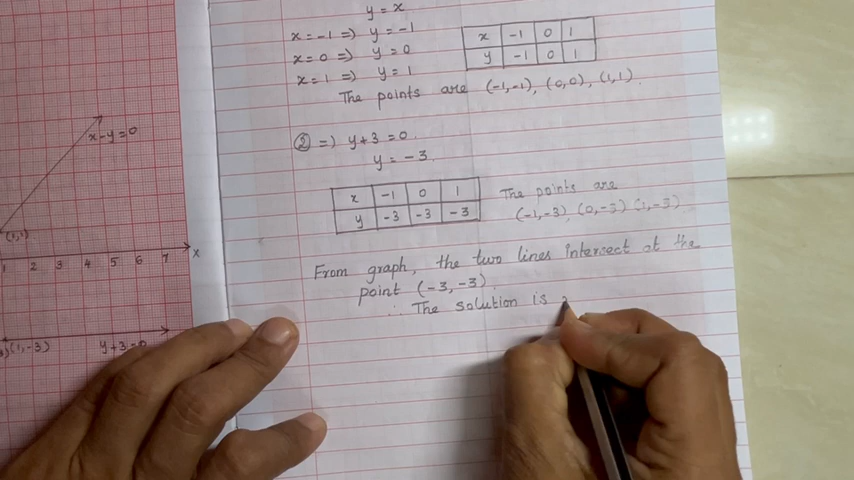 y = x
x = -1 => y = -1
x = 0 => y = 0
x = 1 => y = 1
x -1 0 1
y -1 0 1
The points are (-1,-1), (0,0), (1,1)
② => y+3 = 0.
y = -3.
x -1 0 1
y -3 -3 -3
The points are
(-1,-3), (0,-3) (1,-3)
From graph, the two lines intersect at the
point (-3,-3).
∴ The solution is
x-y=0
(1,1)
1 2 3 4 5 6 7 X
(1,-3)
y+3=0